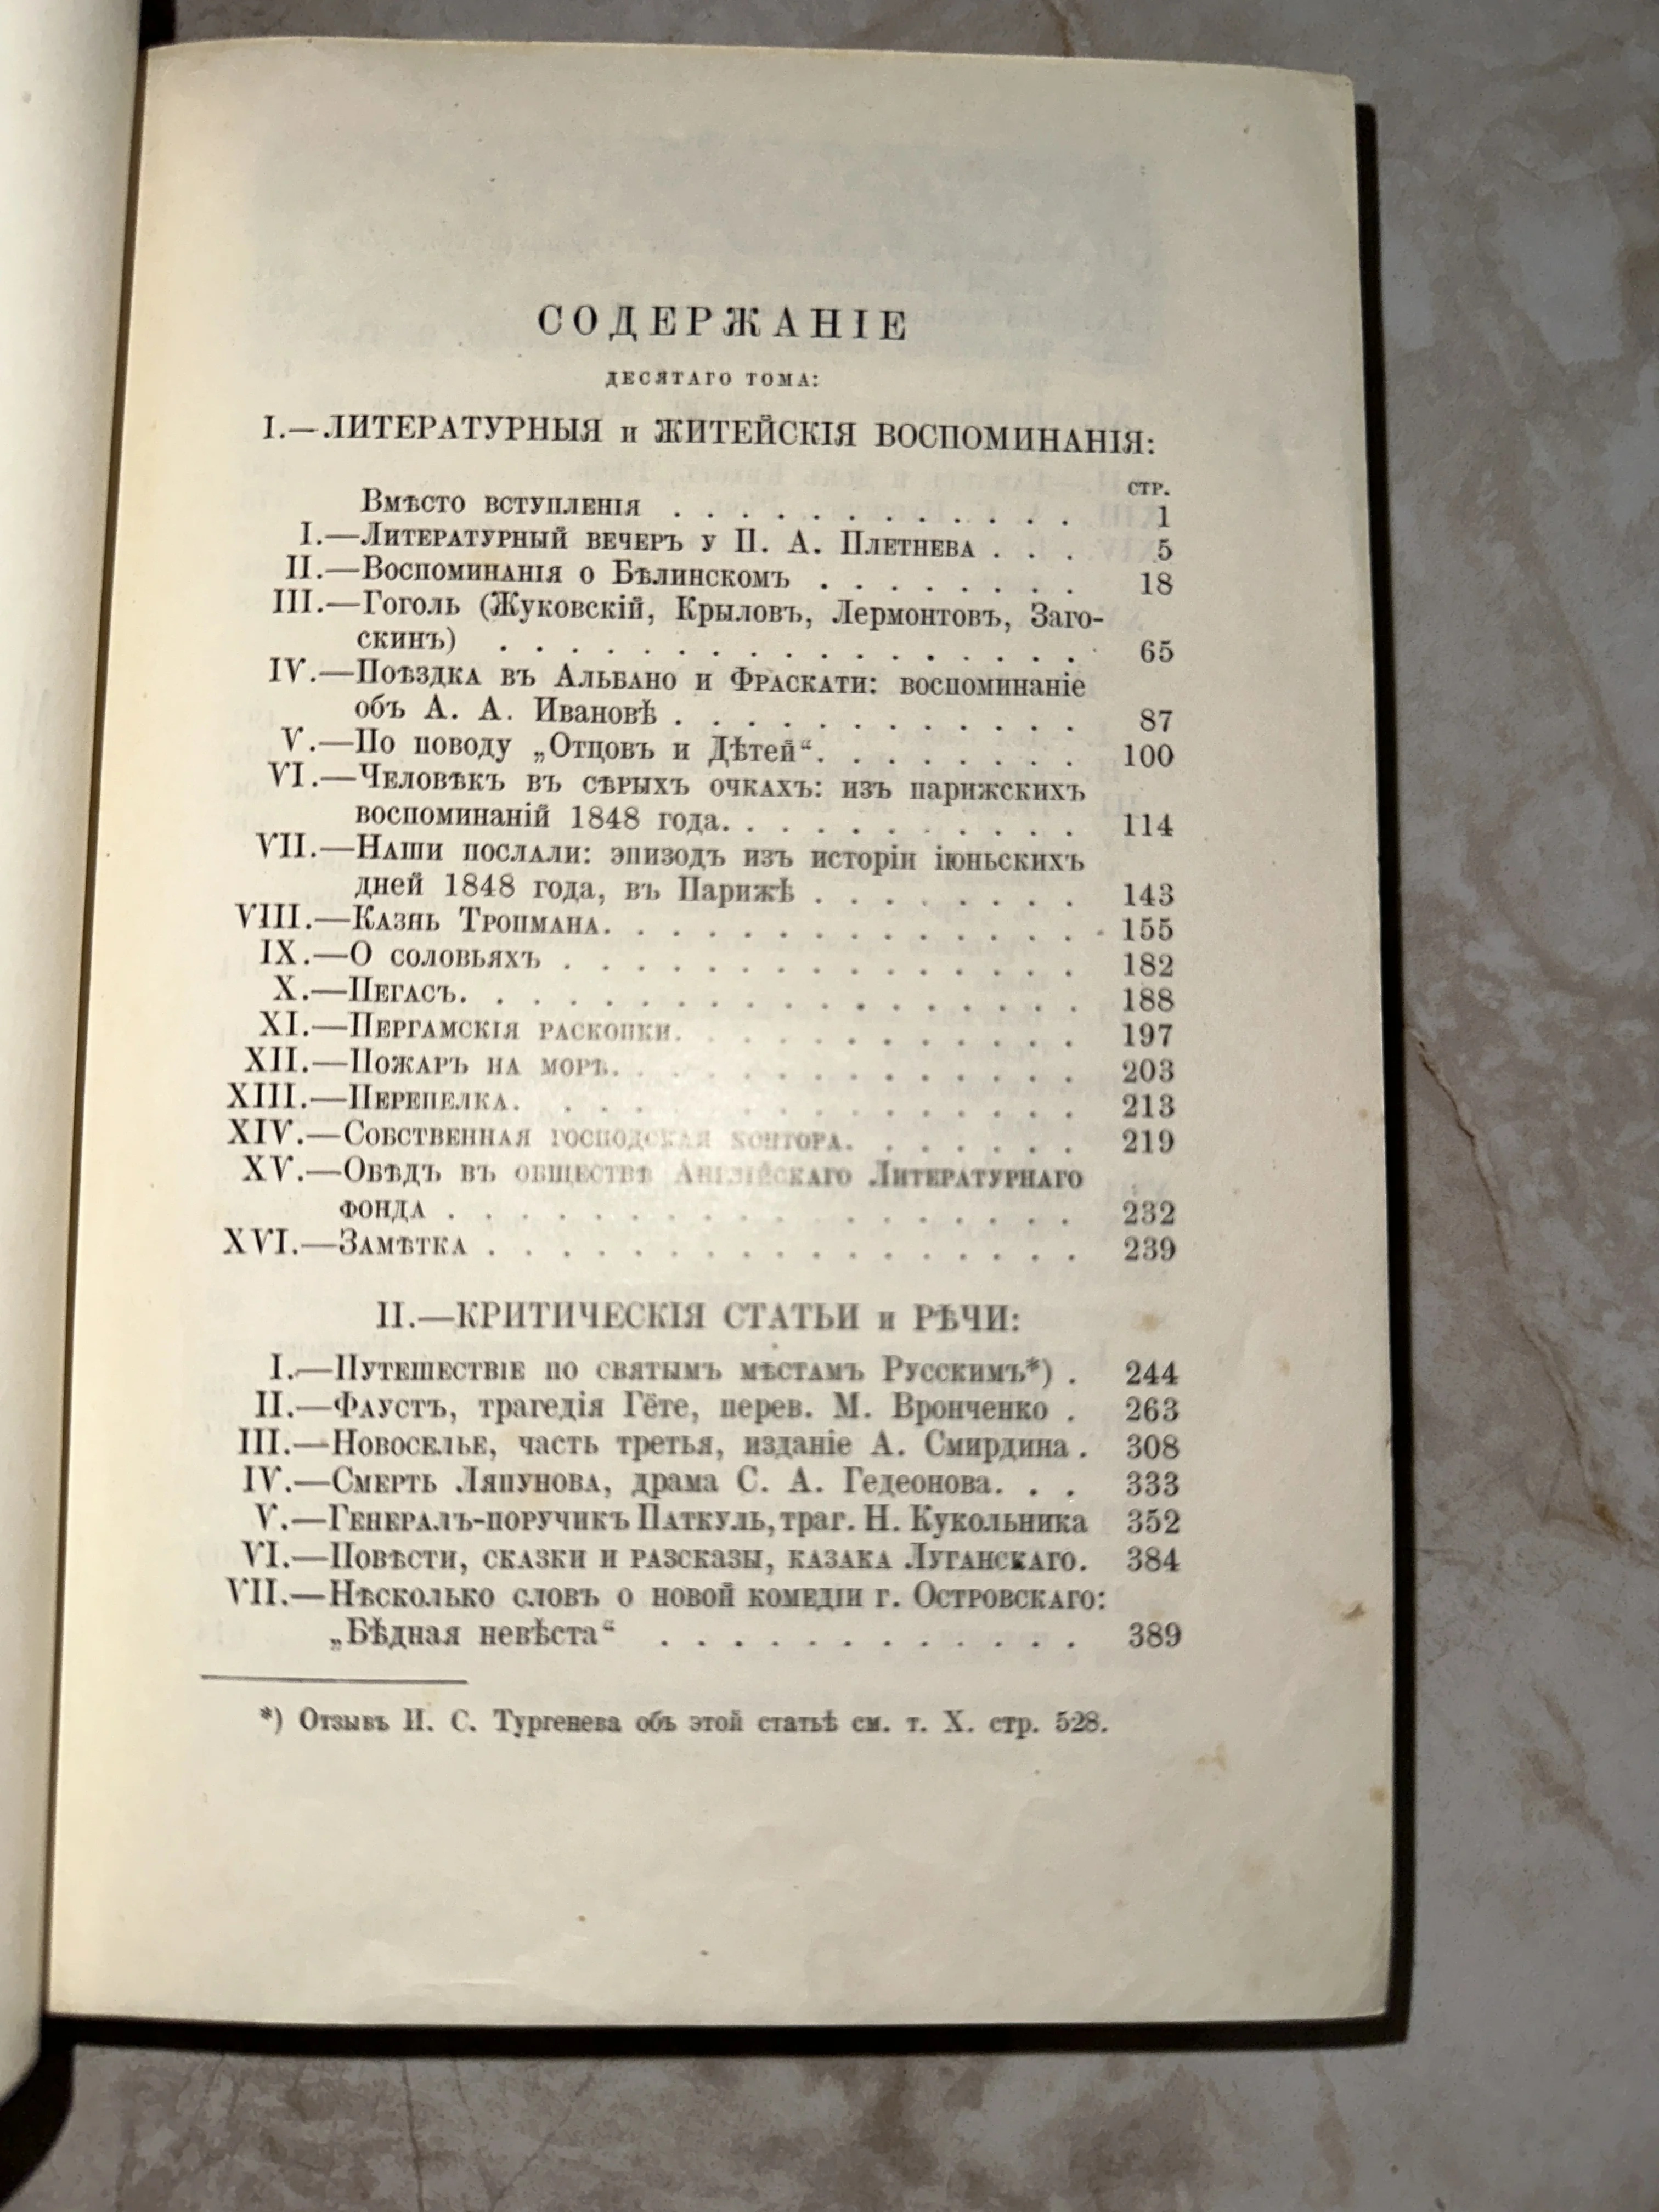 СОДЕРЖАНІЕ
ДЕСЯТАГО ТОМА:
I.—ЛИТЕРАТУРНЫЯ и ЖИТЕЙСКІЯ ВОСПОМИНАНІЯ:
СТР.
Вмѣсто вступленія . . . . . . . . . . . . 1
I.—Литературный вечеръ у П. А. Плетнева . . . 5
II.—Воспоминанія о Бѣлинскомъ . . . . . . . . 18
III.—Гоголь (Жуковскій, Крыловъ, Лермонтовъ, Заго-
скинъ) . . . . . . . . . . . . . . . . . 65
IV.—Поѣздка въ Альбано и Фраскати: воспоминаніе
объ А. А. Ивановѣ . . . . . . . . . . . . 87
V.—По поводу „Отцовъ и Дѣтей“. . . . . . . . 100
VI.—Человѣкъ въ сѣрыхъ очкахъ: изъ парижскихъ
воспоминаній 1848 года. . . . . . . . . . . 114
VII.—Наши послали: эпизодъ изъ исторіи іюньскихъ
дней 1848 года, въ Парижѣ . . . . . . . . 143
VIII.—Казнь Тропмана. . . . . . . . . . . . . . . 155
IX.—О соловьяхъ . . . . . . . . . . . . . . . 182
X.—Пегасъ. . . . . . . . . . . . . . . . . . 188
XI.—Пергамскія раскопки. . . . . . . . . . . . 197
XII.—Пожаръ на морѣ. . . . . . . . . . . . . . 203
XIII.—Перепелка. . . . . . . . . . . . . . . . 213
XIV.—Собственная господская контора. . . . . . . 219
XV.—Обѣдъ въ обществѣ Англійскаго Литературнаго
фонда . . . . . . . . . . . . . . . . . . 232
XVI.—Замѣтка . . . . . . . . . . . . . . . . . 239
II.—КРИТИЧЕСКІЯ СТАТЬИ и РѢЧИ:
I.—Путешествіе по святымъ мѣстамъ Русскимъ*) . 244
II.—Фаустъ, трагедія Гёте, перев. М. Вронченко . 263
III.—Новоселье, часть третья, изданіе А. Смирдина . 308
IV.—Смерть Ляпунова, драма С. А. Гедеонова. . . 333
V.—Генералъ-поручикъ Паткуль, траг. Н. Кукольника 352
VI.—Повѣсти, сказки и разсказы, казака Луганскаго. 384
VII.—Нѣсколько словъ о новой комедіи г. Островскаго:
„Бѣдная невѣста“ . . . . . . . . . . . . 389
*) Отзывъ И. С. Тургенева объ этой статьѣ см. т. X. стр. 528.